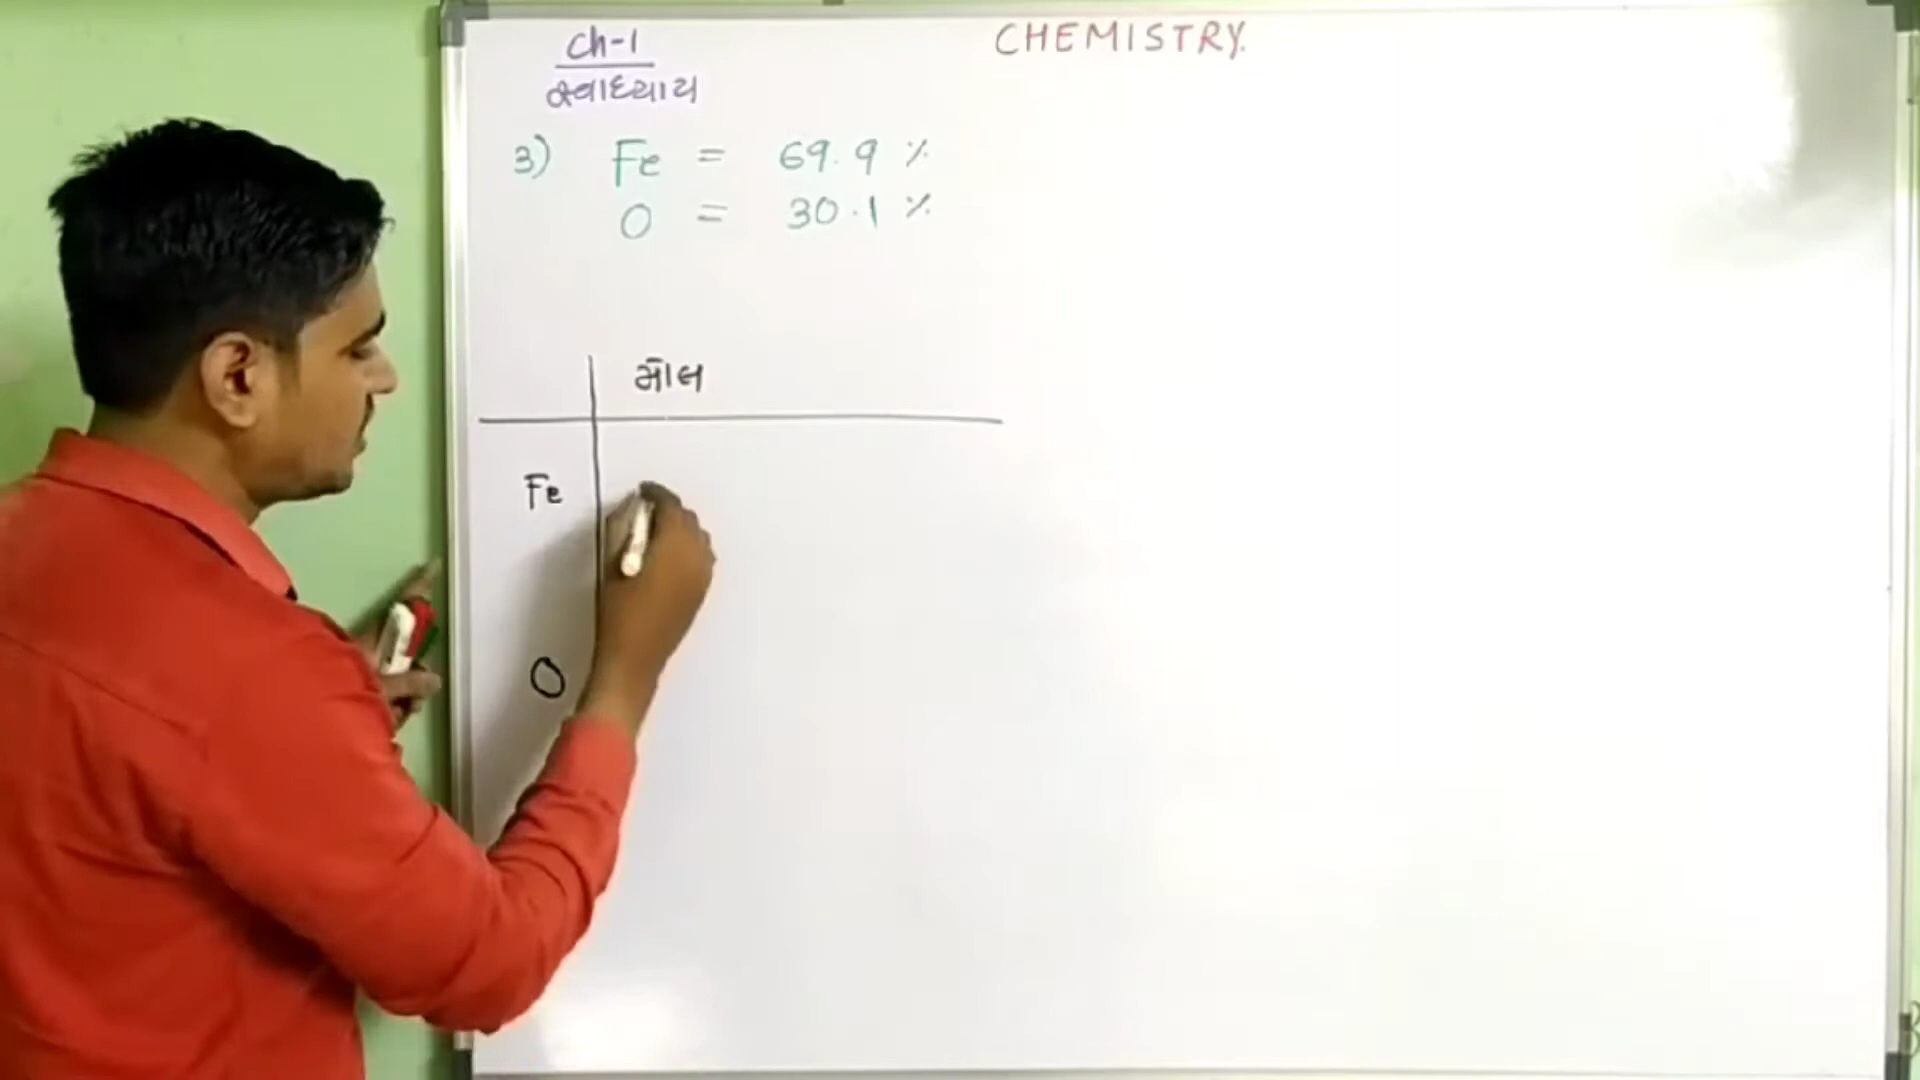 Ch-1
CHEMISTRY.
સ્વાધ્યાય
3) Fe = 69.9 %
O = 30.1 %
મોલ
Fe
O